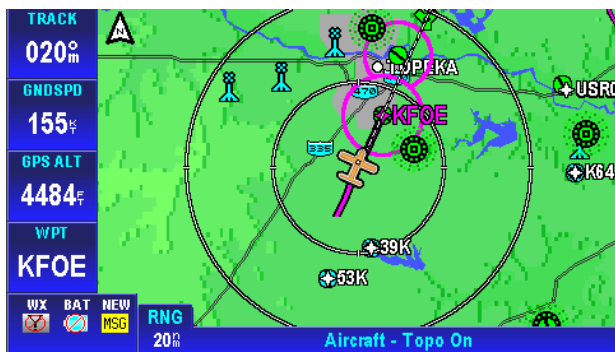 TRACK
020°m
GNDSPD
155KT
GPS ALT
4484FT
WPT
KFOE
WX BAT NEW
MSG
RNG
20nm
Aircraft - Topo On
TOPEKA
470
KFOE
USRO
335
K64
39K
53K
N